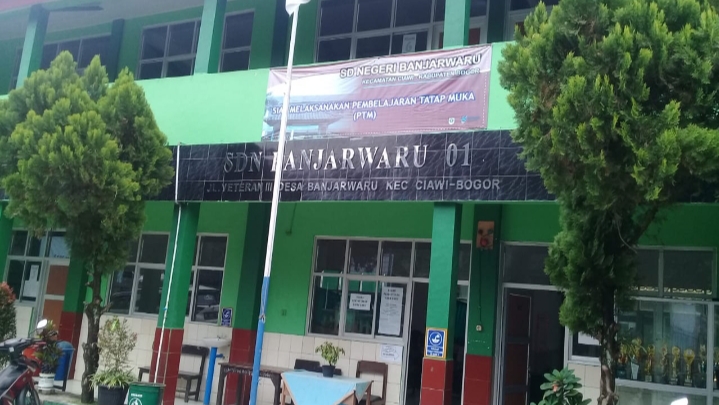 SD NEGERI BANJARWARU
KECAMATAN CIAWI - KABUPATEN BOGOR
SIAP MELAKSANAKAN PEMBELAJARAN TATAP MUKA
(PTM)
SDN BANJARWARU 01
JL. VETERAN III DESA BANJARWARU KEC CIAWI-BOGOR